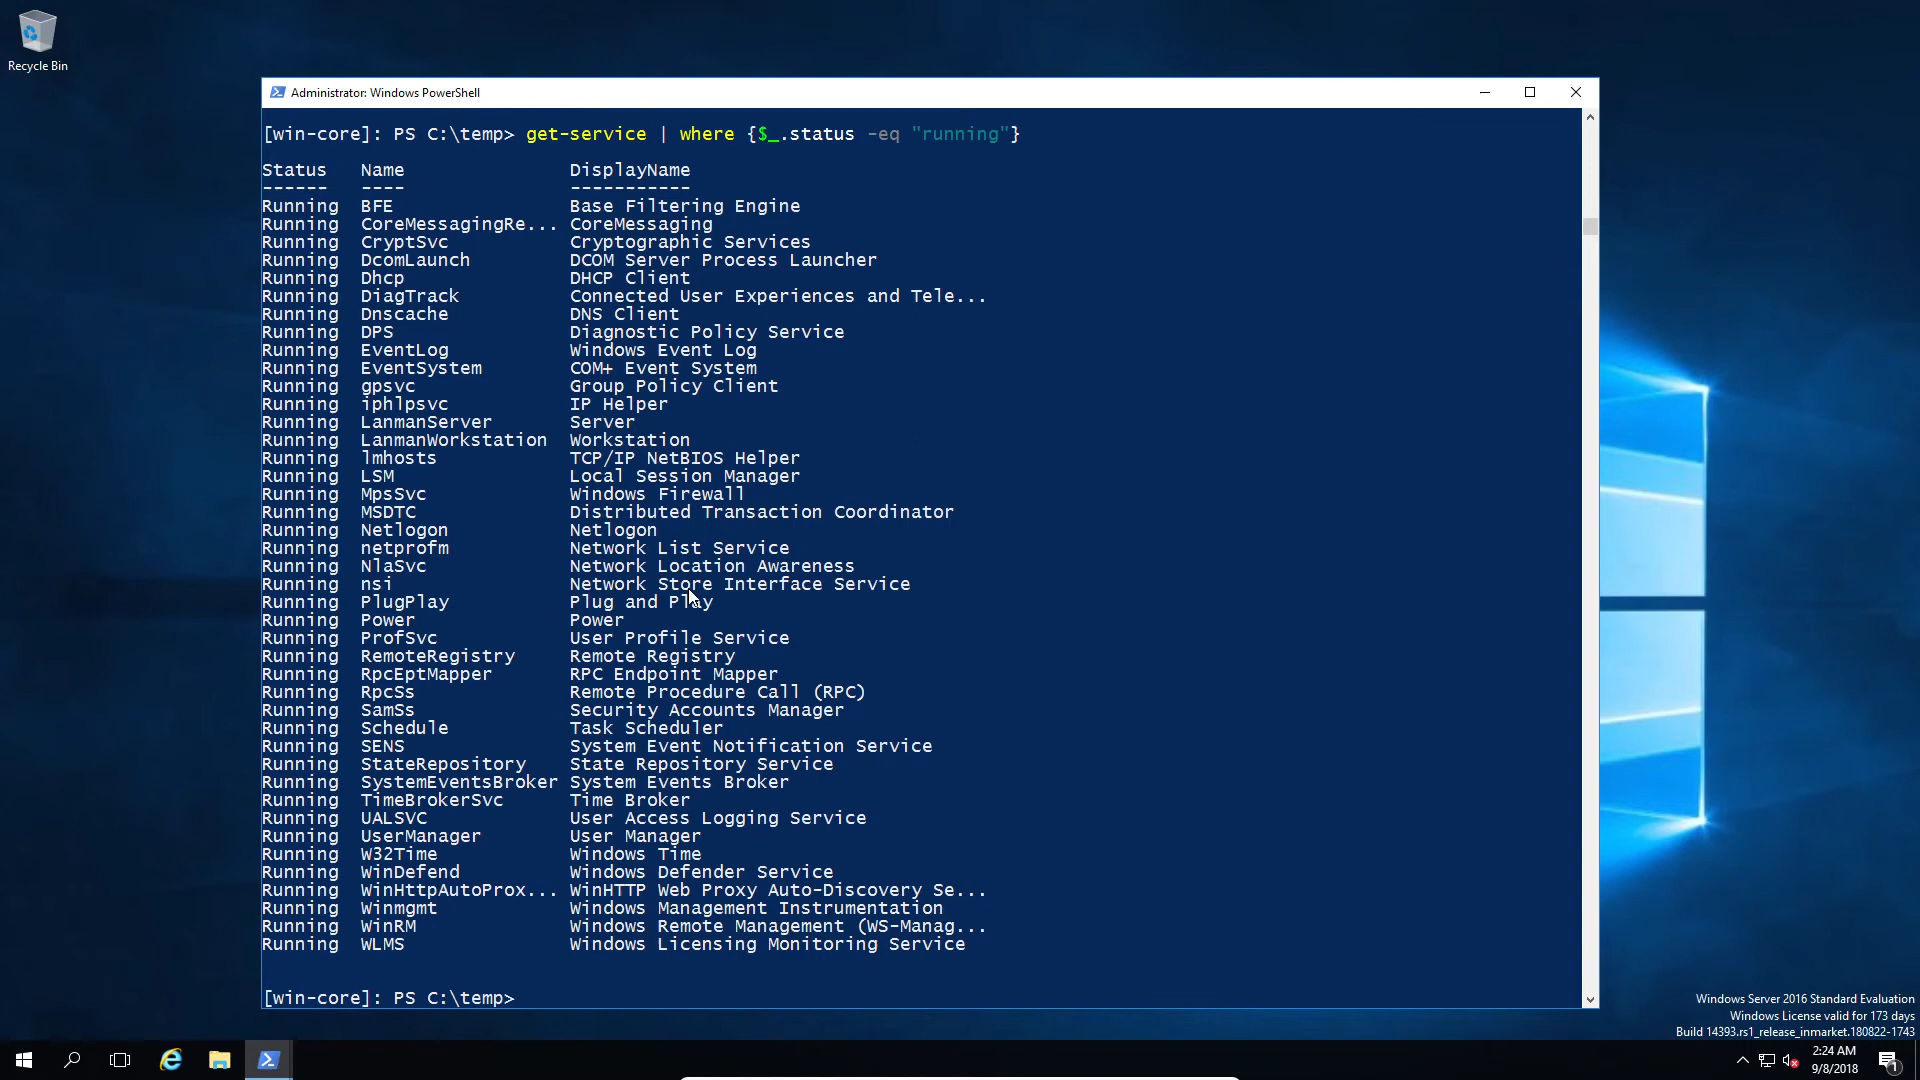 Recycle Bin
Administrator: Windows PowerShell
[win-core]: PS C:\temp> get-service | where {$_.status -eq "running"}
Status   Name               DisplayName
------   ----               -----------
Running  BFE                Base Filtering Engine
Running  CoreMessagingRe... CoreMessaging
Running  CryptSvc           Cryptographic Services
Running  DcomLaunch         DCOM Server Process Launcher
Running  Dhcp               DHCP Client
Running  DiagTrack          Connected User Experiences and Tele...
Running  Dnscache           DNS Client
Running  DPS                Diagnostic Policy Service
Running  EventLog           Windows Event Log
Running  EventSystem        COM+ Event System
Running  gpsvc              Group Policy Client
Running  iphlpsvc           IP Helper
Running  LanmanServer       Server
Running  LanmanWorkstation  Workstation
Running  lmhosts            TCP/IP NetBIOS Helper
Running  LSM                Local Session Manager
Running  MpsSvc             Windows Firewall
Running  MSDTC              Distributed Transaction Coordinator
Running  Netlogon           Netlogon
Running  netprofm           Network List Service
Running  NlaSvc             Network Location Awareness
Running  nsi                Network Store Interface Service
Running  PlugPlay           Plug and Play
Running  Power              Power
Running  ProfSvc            User Profile Service
Running  RemoteRegistry     Remote Registry
Running  RpcEptMapper       RPC Endpoint Mapper
Running  RpcSs              Remote Procedure Call (RPC)
Running  SamSs              Security Accounts Manager
Running  Schedule           Task Scheduler
Running  SENS               System Event Notification Service
Running  StateRepository    State Repository Service
Running  SystemEventsBroker System Events Broker
Running  TimeBrokerSvc      Time Broker
Running  UALSVC             User Access Logging Service
Running  UserManager        User Manager
Running  W32Time            Windows Time
Running  WinDefend          Windows Defender Service
Running  WinHttpAutoProx... WinHTTP Web Proxy Auto-Discovery Se...
Running  Winmgmt            Windows Management Instrumentation
Running  WinRM              Windows Remote Management (WS-Manag...
Running  WLMS               Windows Licensing Monitoring Service
[win-core]: PS C:\temp>
Windows Server 2016 Standard Evaluation
Windows License valid for 173 days
Build 14393.rs1_release_inmarket.180822-1743
2:24 AM
9/8/2018
1